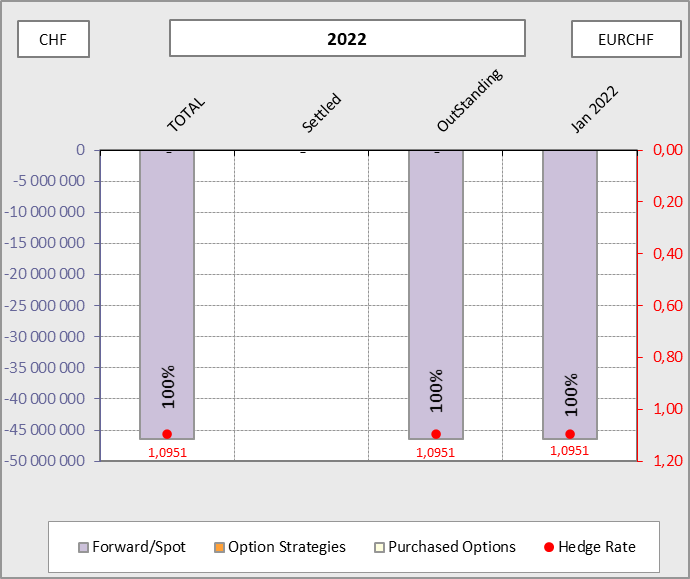 CHF
2022
EURCHF
TOTAL
Settled
OutStanding
Jan 2022
0
-5 000 000
-10 000 000
-15 000 000
-20 000 000
-25 000 000
-30 000 000
-35 000 000
-40 000 000
-45 000 000
-50 000 000
-
-
-
100%
100%
100%
1,0951
1,0951
1,0951
0,00
0,20
0,40
0,60
0,80
1,00
1,20
Forward/Spot
Option Strategies
Purchased Options
Hedge Rate